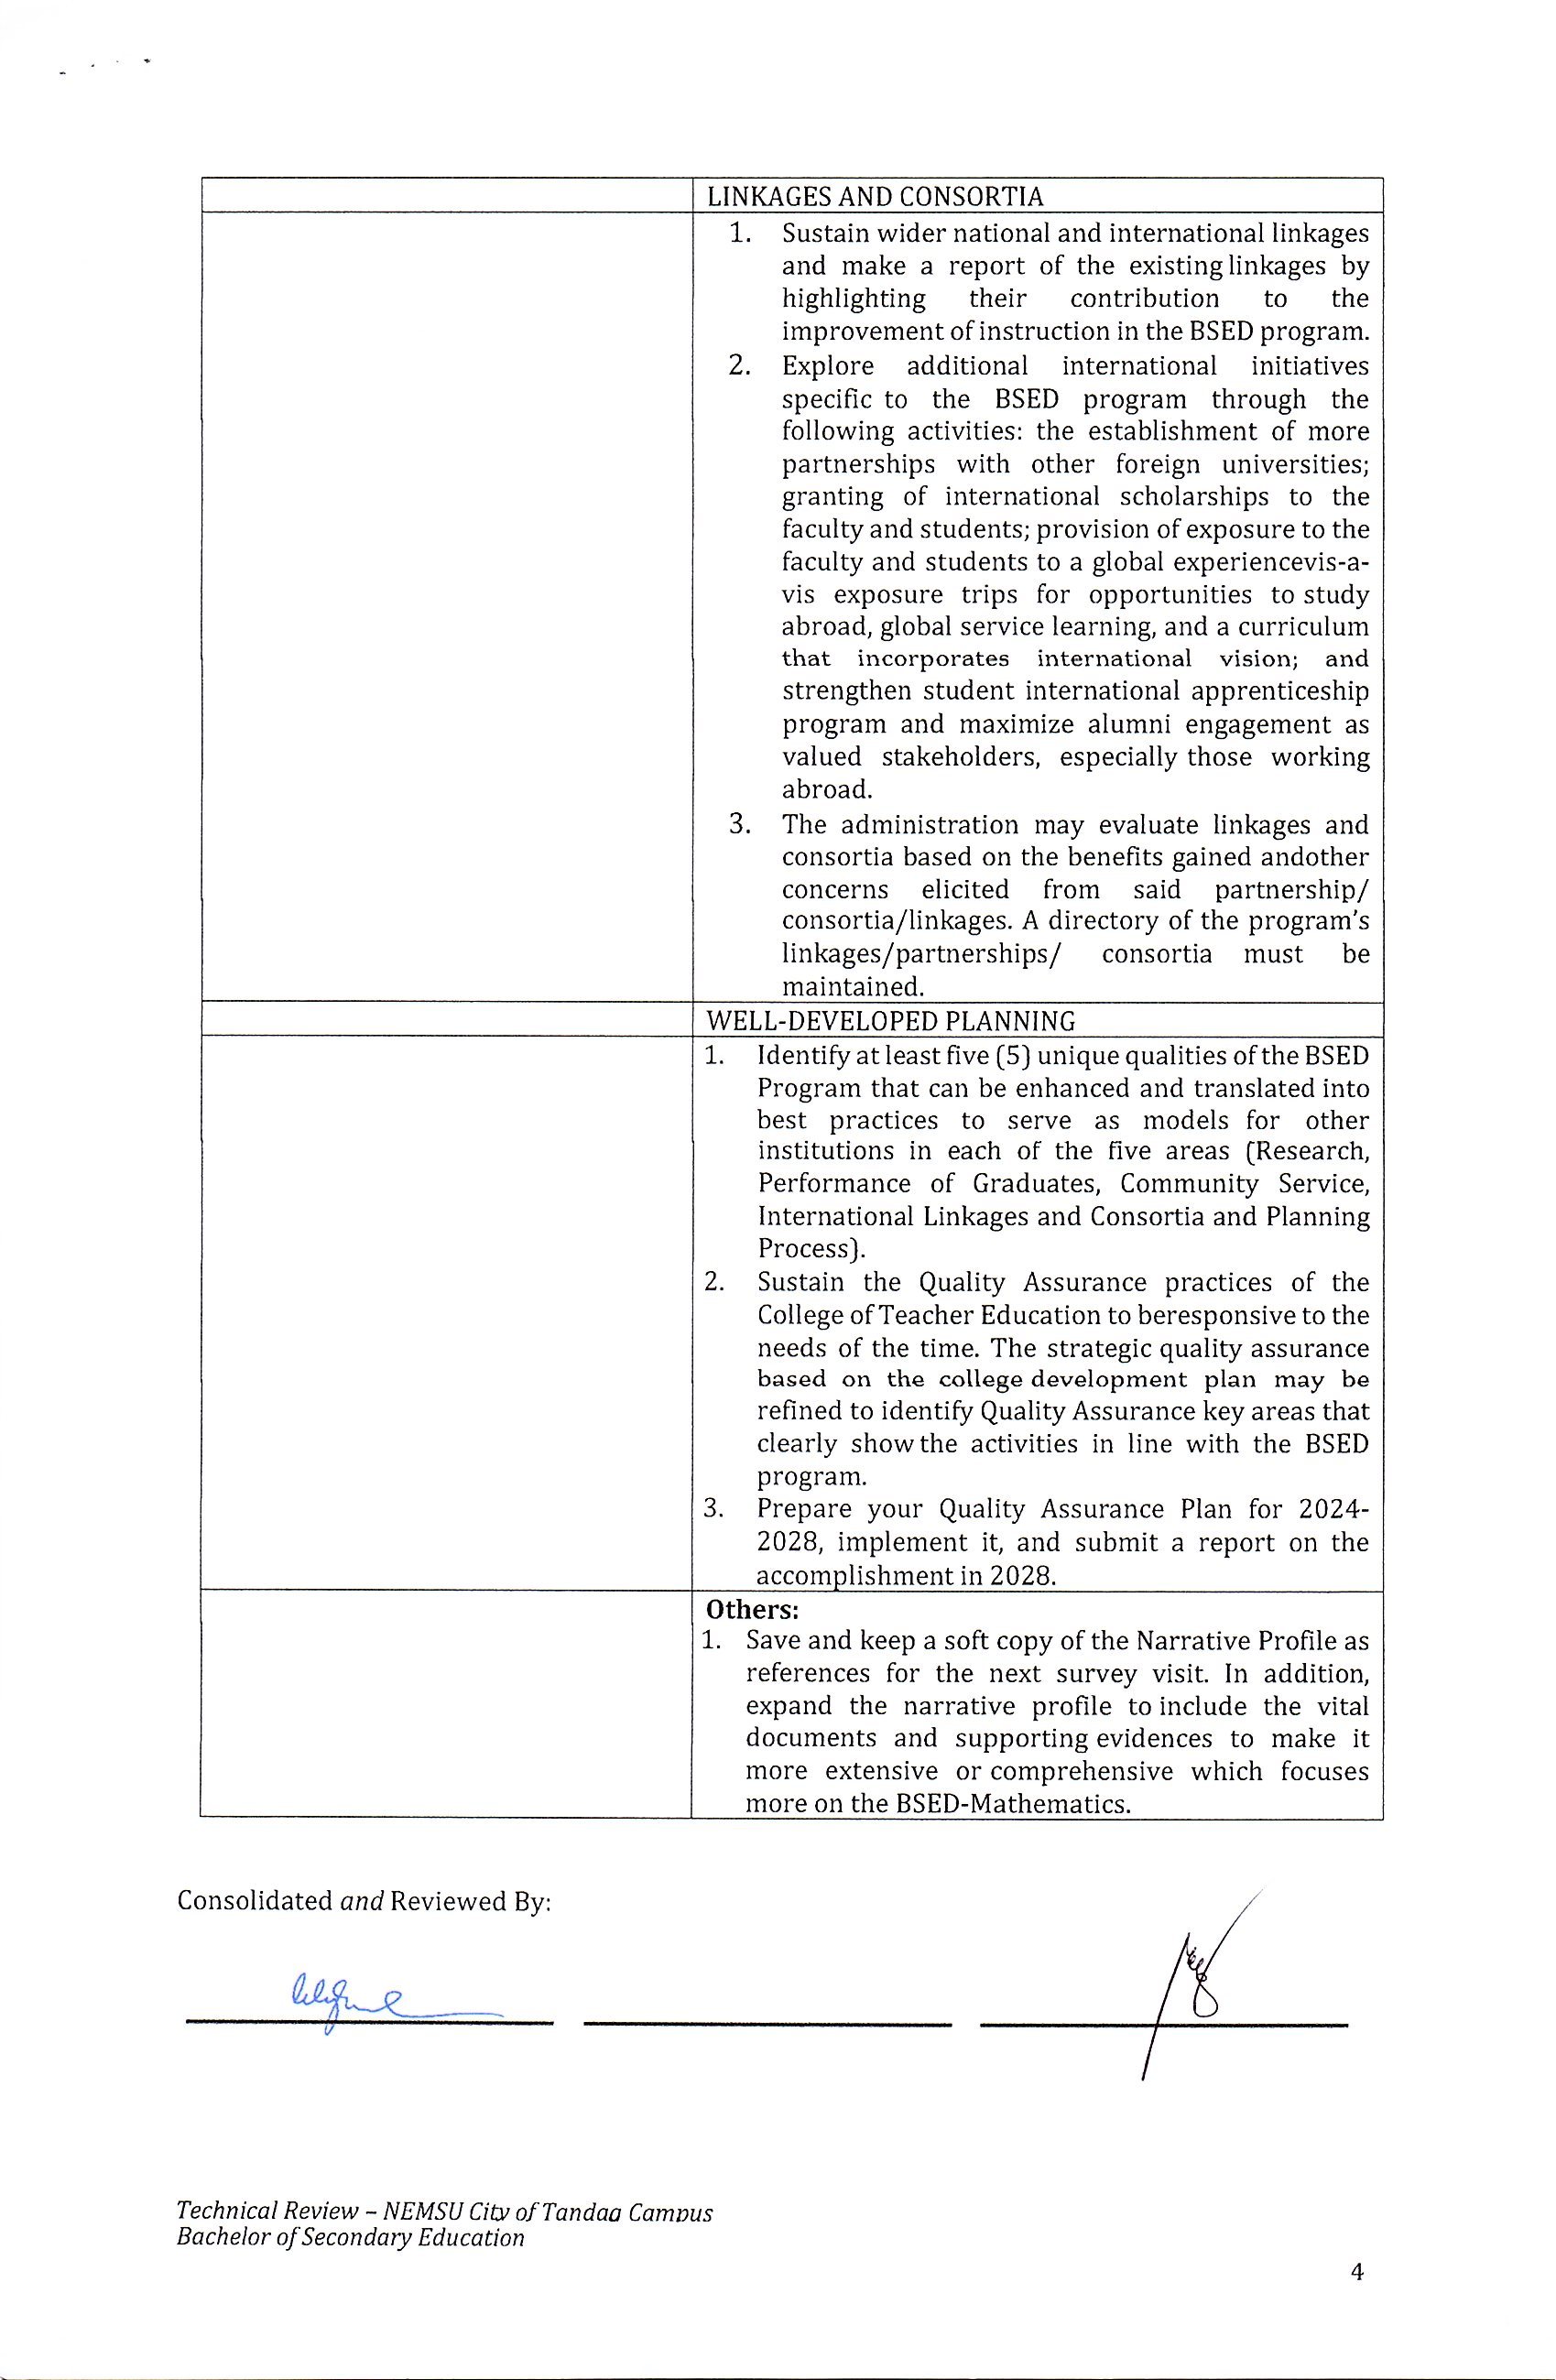 LINKAGES AND CONSORTIA
1. Sustain wider national and international linkages
and make a report of the existinglinkages by
highlighting their contribution to the
improvement of instruction in the BSED program.
2. Explore additional international initiatives
specific to the BSED program through the
following activities: the establishment of more
partnerships with other foreign universities;
granting of international scholarships to the
faculty and students; provision of exposure to the
faculty and students to a global experiencevis-a-
vis exposure trips for opportunities to study
abroad, global service learning, and a curriculum
that incorporates international vision; and
strengthen student international apprenticeship
program and maximize alumni engagement as
valued stakeholders, especially those working
abroad.
3. The administration may evaluate linkages and
consortia based on the benefits gained andother
concerns elicited from said partnership/
consortia/linkages. A directory of the program's
linkages/partnerships/ consortia must be
maintained.
WELL-DEVELOPED PLANNING
1. Identify at least five (5) unique qualities of the BSED
Program that can be enhanced and translated into
best practices to serve as models for other
institutions in each of the five areas (Research,
Performance of Graduates, Community Service,
International Linkages and Consortia and Planning
Process).
2. Sustain the Quality Assurance practices of the
College of Teacher Education to beresponsive to the
needs of the time. The strategic quality assurance
based on the college development plan may be
refined to identify Quality Assurance key areas that
clearly show the activities in line with the BSED
program.
3. Prepare your Quality Assurance Plan for 2024-
2028, implement it, and submit a report on the
accomplishment in 2028.
Others:
1. Save and keep a soft copy of the Narrative Profile as
references for the next survey visit. In addition,
expand the narrative profile to include the vital
documents and supporting evidences to make it
more extensive or comprehensive which focuses
more on the BSED-Mathematics.
Consolidated and Reviewed By:
Technical Review – NEMSU City of Tandag Campus
Bachelor of Secondary Education
4